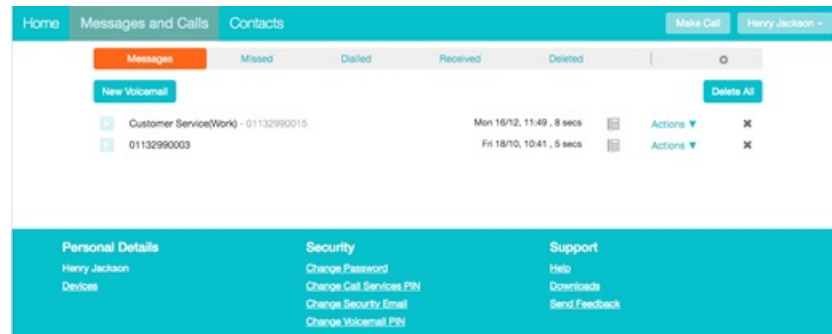 Home Messages and Calls Contacts Make Call Henry Jackson
Messages Missed Dialled Received Deleted
New Voicemail Delete All
Customer Service(Work) - 01132990015 Mon 16/12, 11:49 , 8 secs Actions ▼
01132990003 Fri 18/10, 10:41 , 5 secs Actions ▼
Personal Details Security Support
Henry Jackson Change Password Help
Devices Change Call Services PIN Downloads
Change Security Email Send Feedback
Change Voicemail PIN